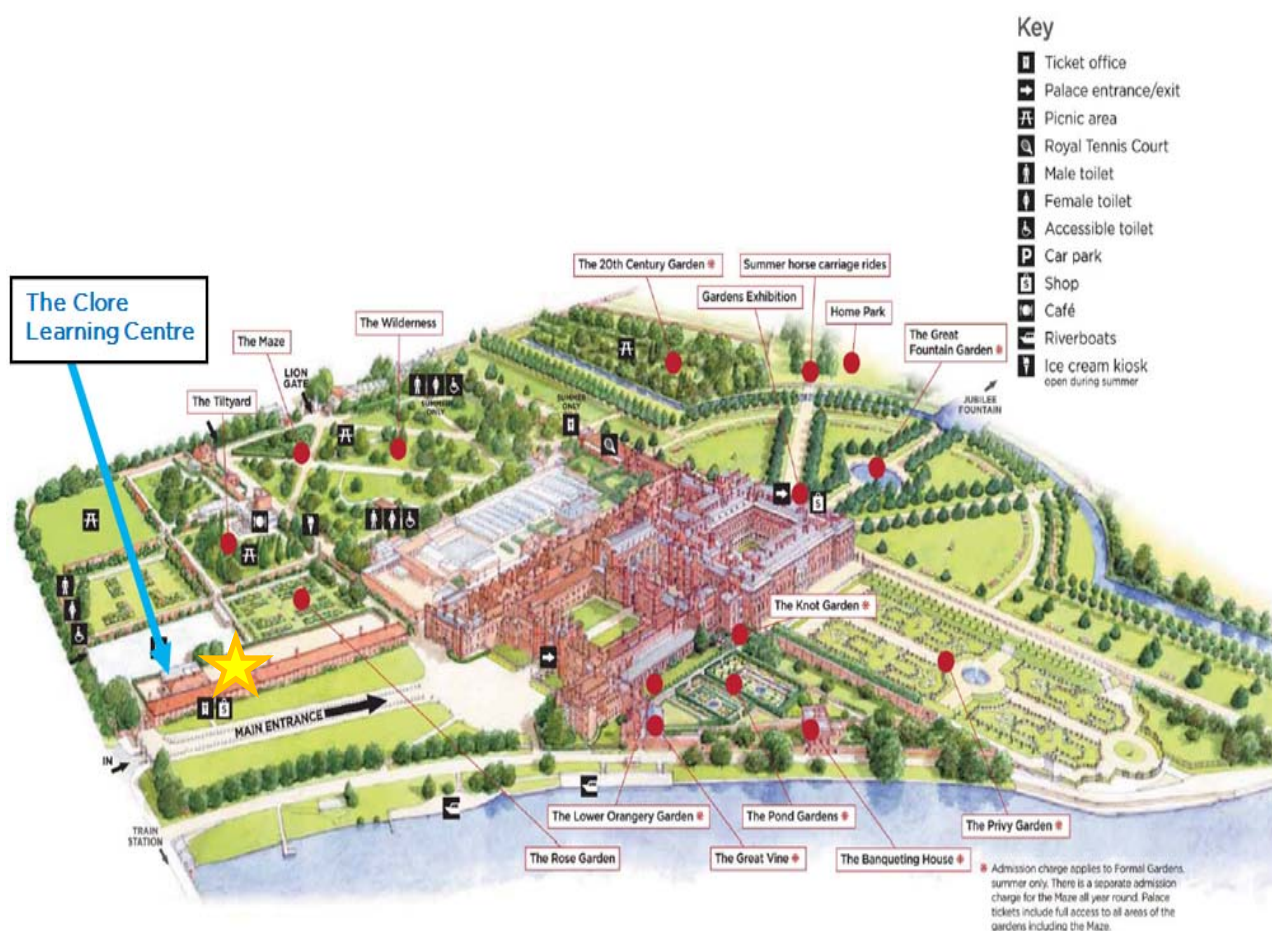 Key
Ticket office
Palace entrance/exit
Picnic area
Royal Tennis Court
Male toilet
Female toilet
Accessible toilet
P Car park
Shop
Café
Riverboats
Ice cream kiosk
open during summer
The Clore
Learning Centre
The 20th Century Garden ✽
Summer horse carriage rides
Gardens Exhibition
Home Park
The Great
Fountain Garden ✽
The Wilderness
The Maze
LION
GATE
The Tiltyard
SUMMER
ONLY
SUMMER
ONLY
JUBILEE
FOUNTAIN
The Knot Garden ✽
MAIN ENTRANCE
IN
TRAIN
STATION
The Lower Orangery Garden ✽
The Pond Gardens ✽
The Privy Garden ✽
The Rose Garden
The Great Vine ✽
The Banqueting House ✽
✽ Admission charge applies to Formal Gardens,
summer only. There is a separate admission
charge for the Maze all year round. Palace
tickets include full access to all areas of the
gardens including the Maze.